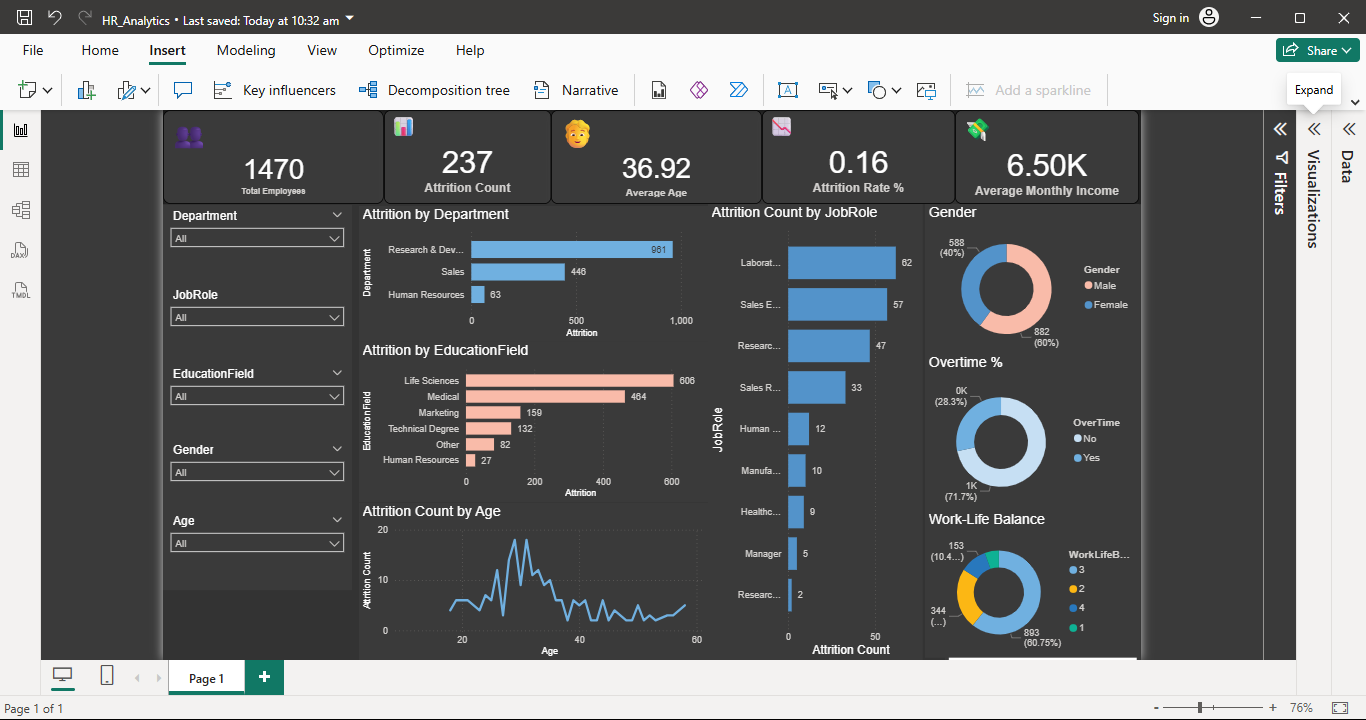 HR_Analytics • Last saved: Today at 10:32 am
Sign in
File Home Insert Modeling View Optimize Help
Share
Key influencers Decomposition tree Narrative Add a sparkline
Expand
1470
Total Employees
237
Attrition Count
36.92
Average Age
0.16
Attrition Rate %
6.50K
Average Monthly Income
Filters
Visualizations
Data
DAX
TMDL
Department
All
JobRole
All
EducationField
All
Gender
All
Age
All
Attrition by Department
Department
Research & Dev... 961
Sales 446
Human Resources 63
0 500 1,000
Attrition
Attrition by EducationField
EducationField
Life Sciences 606
Medical 464
Marketing 159
Technical Degree 132
Other 82
Human Resources 27
0 200 400 600
Attrition
Attrition Count by Age
Attrition Count
20
10
0
20 40 60
Age
Attrition Count by JobRole
JobRole
Laborat... 62
Sales E... 57
Researc... 47
Sales R... 33
Human ... 12
Manufa... 10
Healthc... 9
Manager 5
Researc... 2
0 50
Attrition Count
Gender
588
(40%)
882
(60%)
Gender
Male
Female
Overtime %
0K
(28.3%)
1K
(71.7%)
OverTime
No
Yes
Work-Life Balance
153
(10.4...)
344
(...)
893
(60.75%)
WorkLifeB...
3
2
4
1
Page 1
+
Page 1 of 1
- + 76%